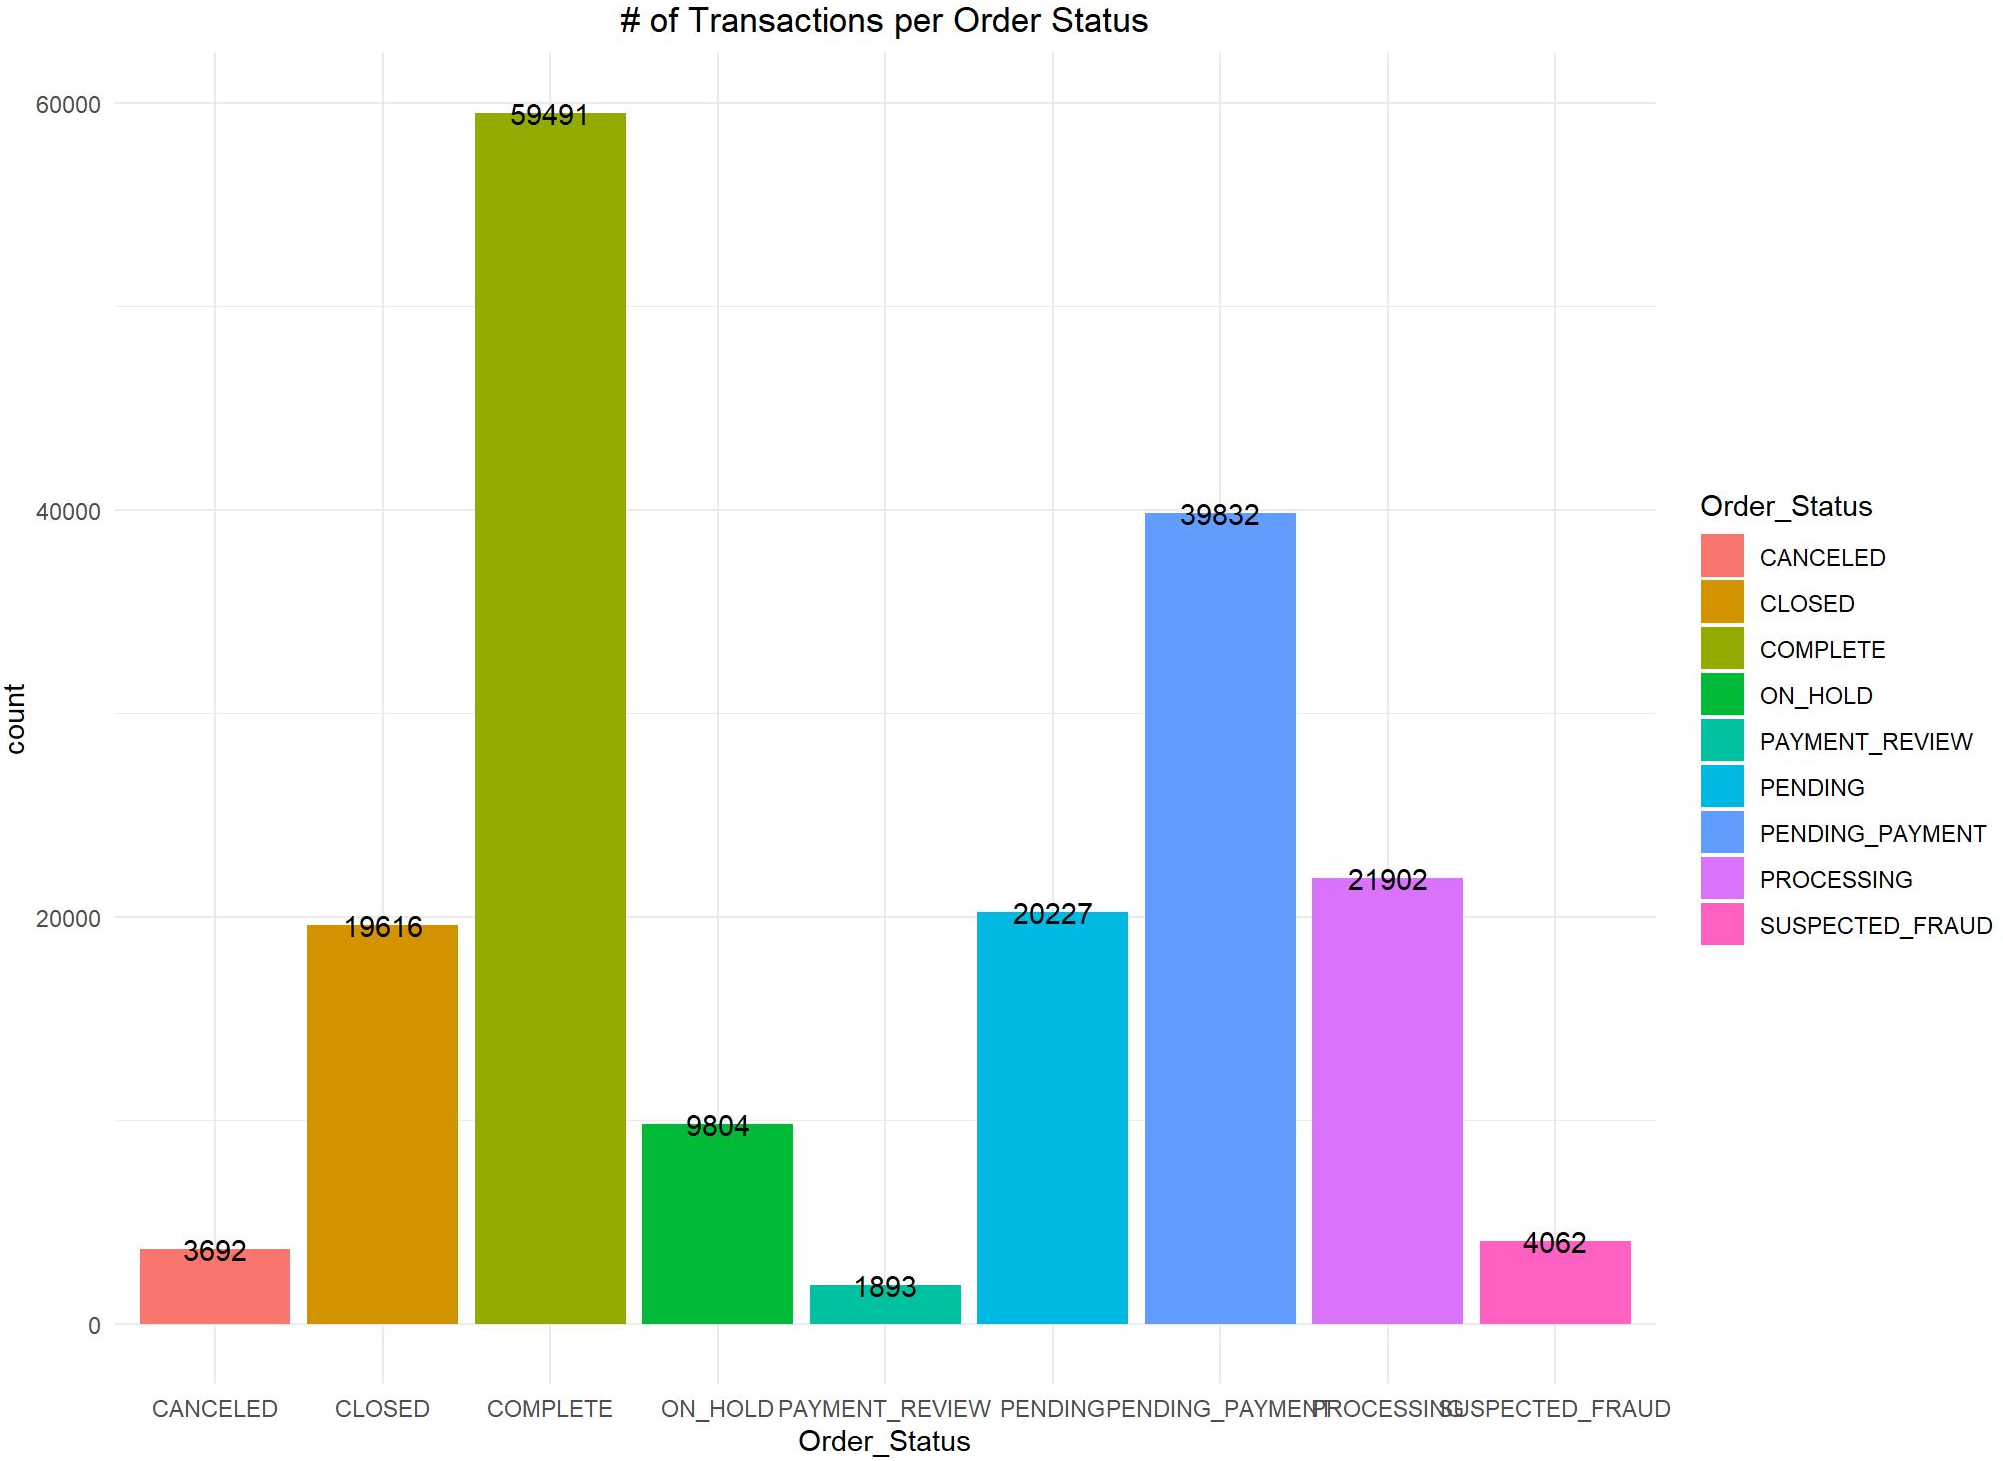 # of Transactions per Order Status
60000
40000
20000
0
count
59491
39832
21902
20227
19616
9804
4062
3692
1893
CANCELED
CLOSED
COMPLETE
ON_HOLD
PAYMENT_REVIEW
PENDING
PENDING_PAYMENT
PROCESSING
SUSPECTED_FRAUD
Order_Status
Order_Status
CANCELED
CLOSED
COMPLETE
ON_HOLD
PAYMENT_REVIEW
PENDING
PENDING_PAYMENT
PROCESSING
SUSPECTED_FRAUD